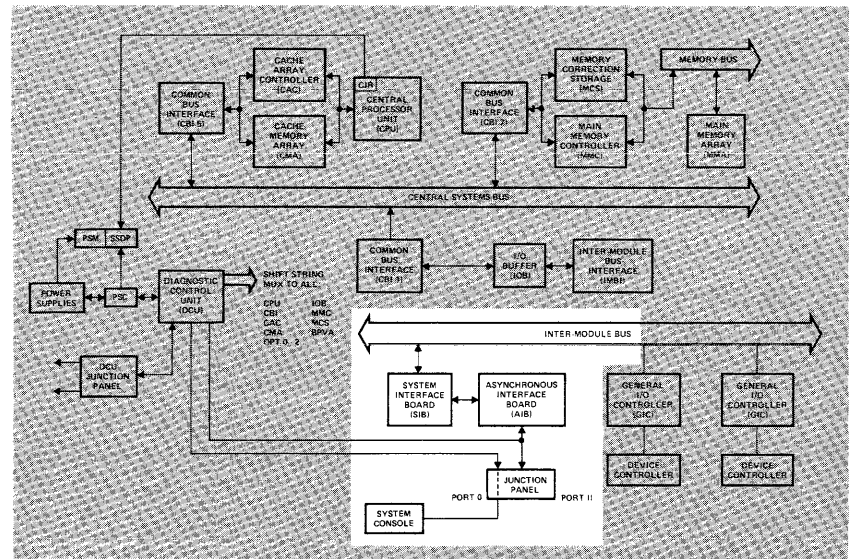 CACHE
ARRAY
CONTROLLER
(CAC)
COMMON
BUS
INTERFACE
(CBI.5)
CACHE
MEMORY
ARRAY
(CMA)
CIR
CENTRAL
PROCESSOR
UNIT
(CPU)
COMMON
BUS
INTERFACE
(CBI.2)
MEMORY
CORRECTION
STORAGE
(MCS)
MAIN
MEMORY
CONTROLLER
(MMC)
MEMORY BUS
MAIN
MEMORY
ARRAY
(MMA)
CENTRAL SYSTEMS BUS
PSM SSDP
POWER
SUPPLIES
PSC
DIAGNOSTIC
CONTROL
UNIT
(DCU)
SHIFT STRING
MUX TO ALL:
CPU IOB
CBI MMC
CAC MCS
CMA BPVA
OPT 0, 2
COMMON
BUS
INTERFACE
I/O
BUFFER
(IOB)
INTER-MODULE
BUS
INTERFACE
(IMBI)
INTER-MODULE BUS
DCU
JUNCTION
PANEL
SYSTEM
INTERFACE
BOARD
(SIB)
ASYNCHRONOUS
INTERFACE
BOARD
(AIB)
GENERAL
I/O
CONTROLLER
(GIC)
GENERAL
I/O
CONTROLLER
(GIC)
DEVICE
CONTROLLER
DEVICE
CONTROLLER
PORT 0
JUNCTION
PANEL
PORT II
SYSTEM
CONSOLE